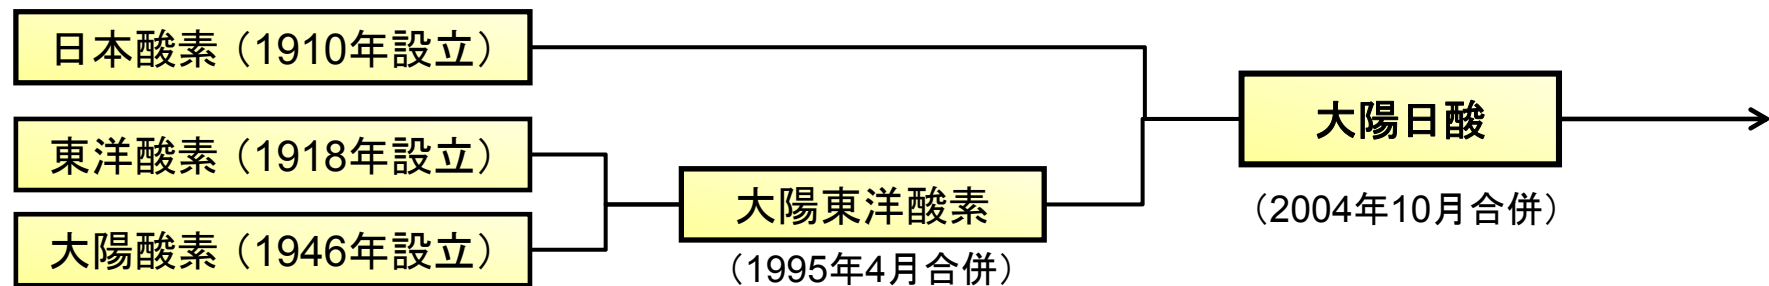 日本酸素（1910年設立）
東洋酸素（1918年設立）
大陽酸素（1946年設立）
大陽東洋酸素
（1995年4月合併）
大陽日酸
（2004年10月合併）